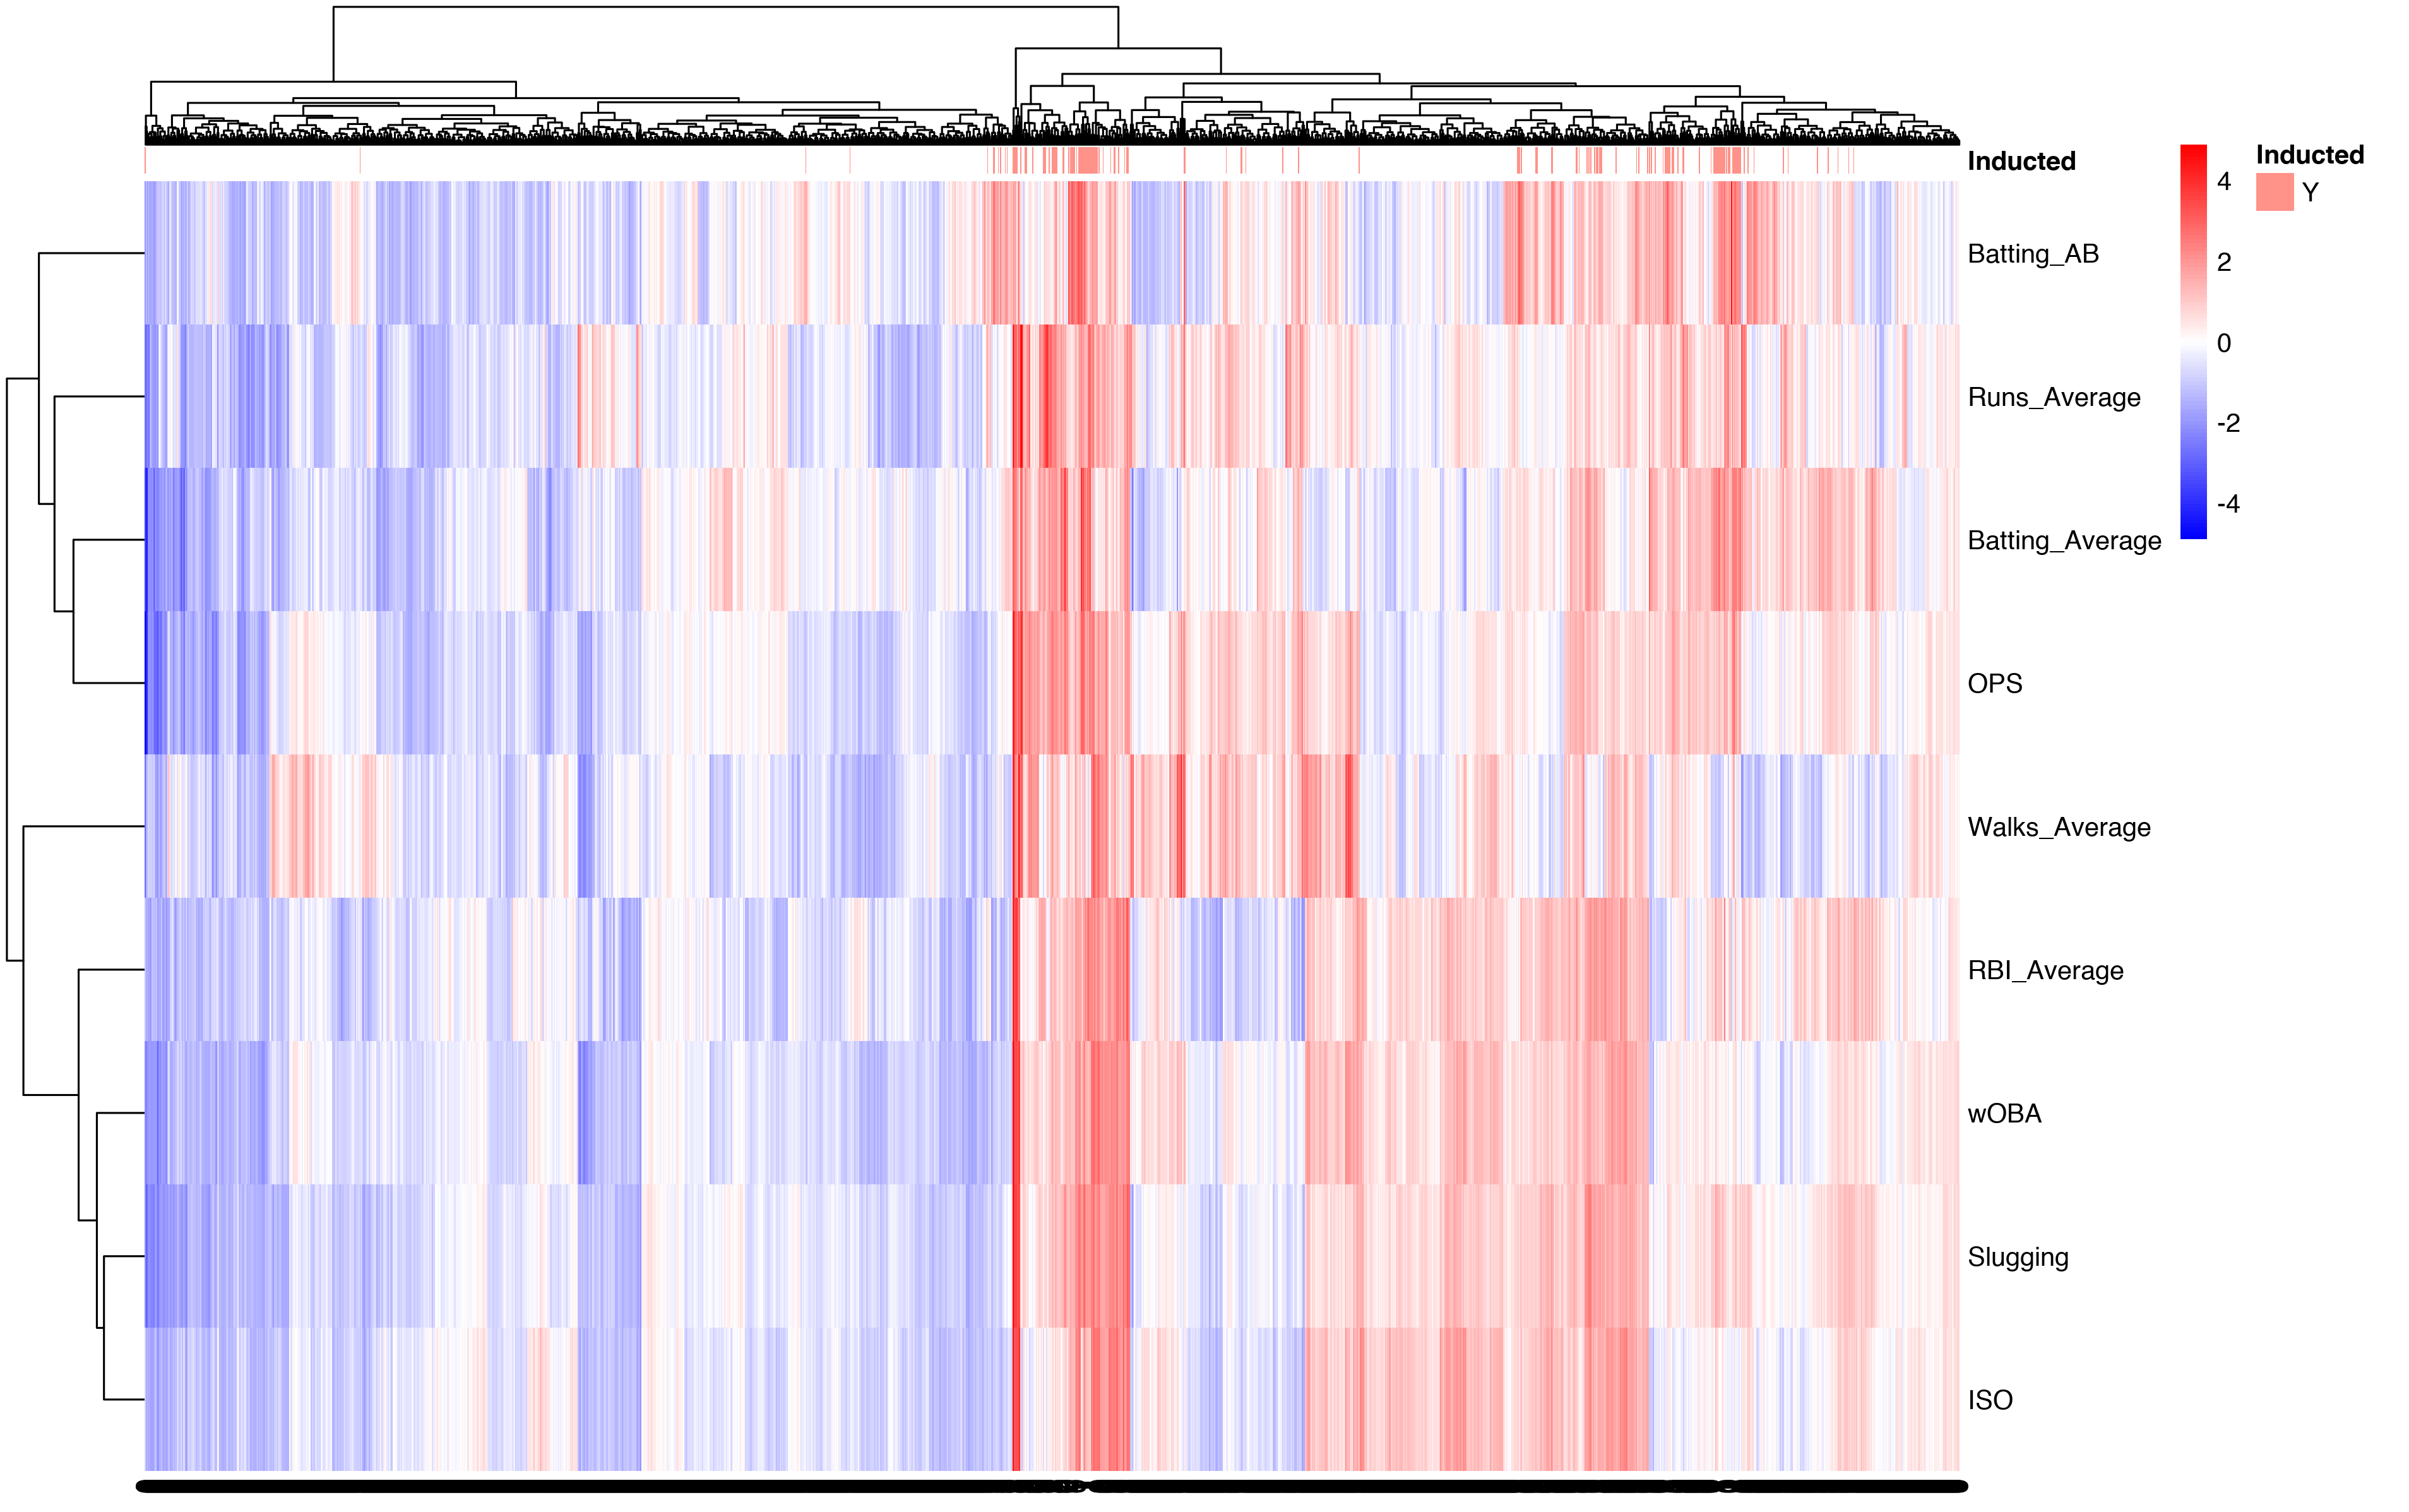 Inducted
Batting_AB
Runs_Average
Batting_Average
OPS
Walks_Average
RBI_Average
wOBA
Slugging
ISO
4
2
0
-2
-4
Inducted
Y